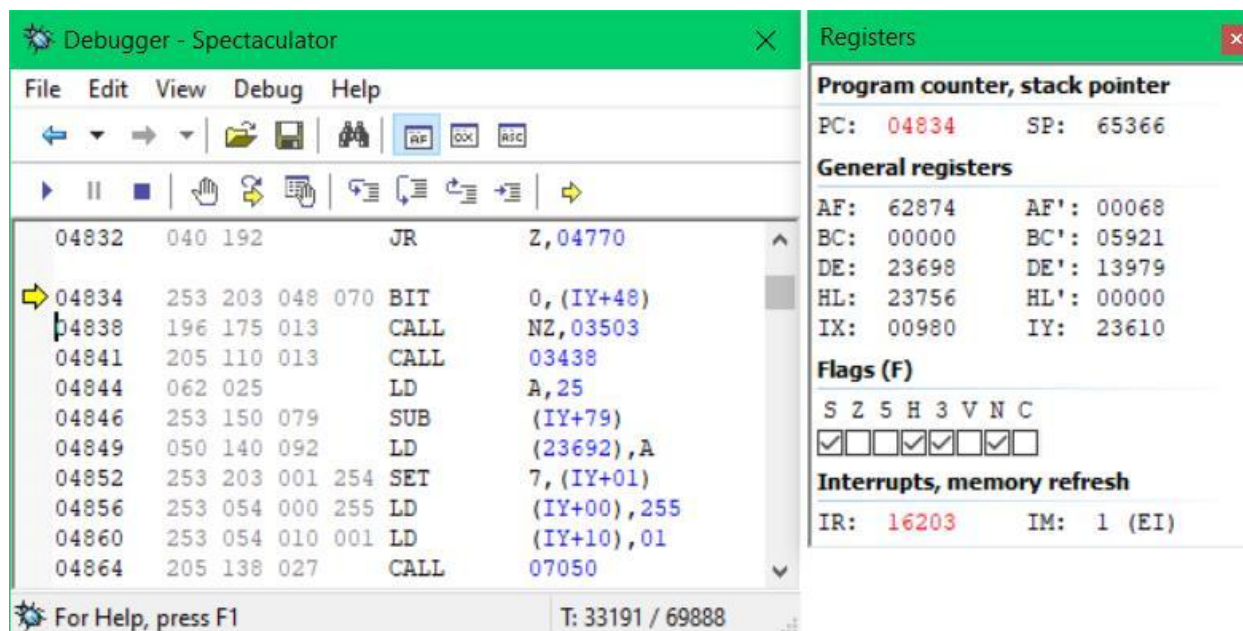 Debugger - Spectaculator
File Edit View Debug Help
AF 0X ASC
04832 040 192 JR Z,04770
04834 253 203 048 070 BIT 0,(IY+48)
04838 196 175 013 CALL NZ,03503
04841 205 110 013 CALL 03438
04844 062 025 LD A,25
04846 253 150 079 SUB (IY+79)
04849 050 140 092 LD (23692),A
04852 253 203 001 254 SET 7,(IY+01)
04856 253 054 000 255 LD (IY+00),255
04860 253 054 010 001 LD (IY+10),01
04864 205 138 027 CALL 07050
For Help, press F1 T: 33191 / 69888
Registers
Program counter, stack pointer
PC: 04834 SP: 65366
General registers
AF: 62874 AF': 00068
BC: 00000 BC': 05921
DE: 23698 DE': 13979
HL: 23756 HL': 00000
IX: 00980 IY: 23610
Flags (F)
S Z 5 H 3 V N C
Interrupts, memory refresh
IR: 16203 IM: 1 (EI)